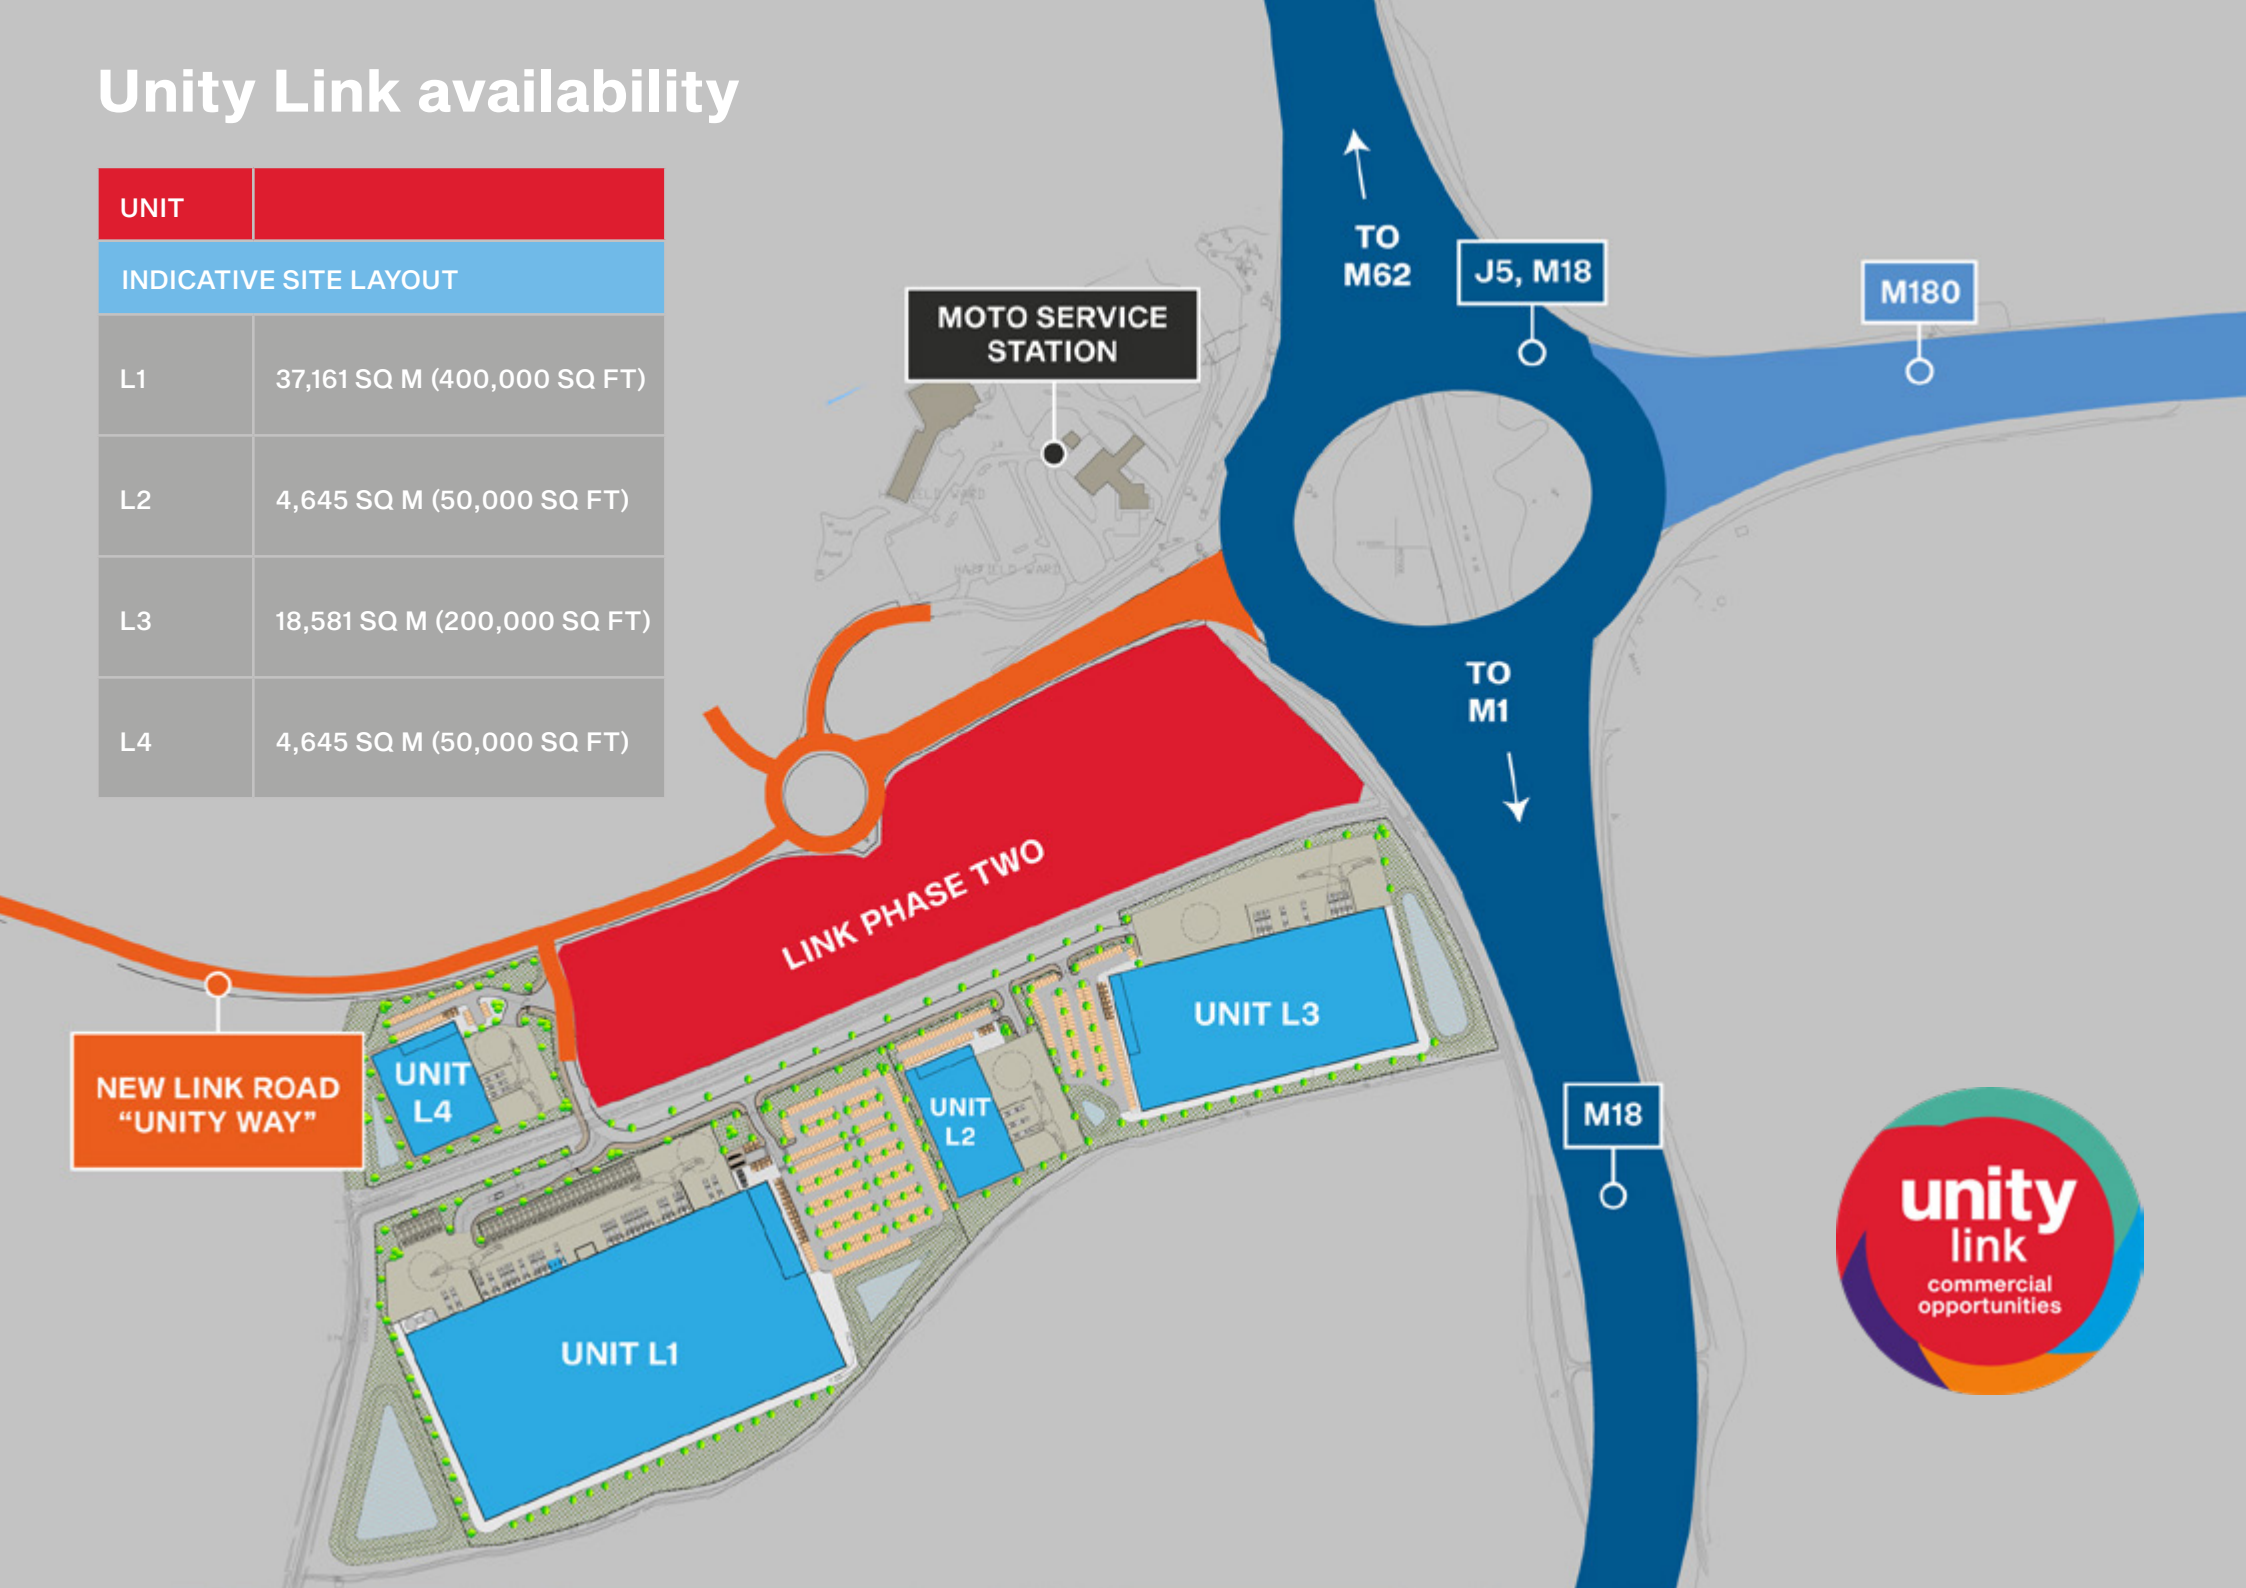 Unity Link availability
UNIT
INDICATIVE SITE LAYOUT
L1 37,161 SQ M (400,000 SQ FT)
L2 4,645 SQ M (50,000 SQ FT)
L3 18,581 SQ M (200,000 SQ FT)
L4 4,645 SQ M (50,000 SQ FT)
TO
M62
J5, M18
M180
MOTO SERVICE
STATION
TO
M1
LINK PHASE TWO
UNIT L3
UNIT
L4
UNIT
L2
NEW LINK ROAD
“UNITY WAY”
M18
UNIT L1
unity
link
commercial
opportunities